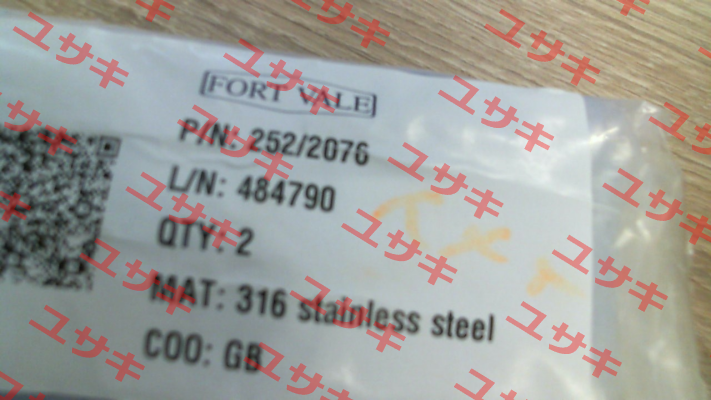 FORT VALE
P/N: 252/2076
L/N: 484790
QTY: 2
MAT: 316 stainless steel
COO: GB
ユサキ